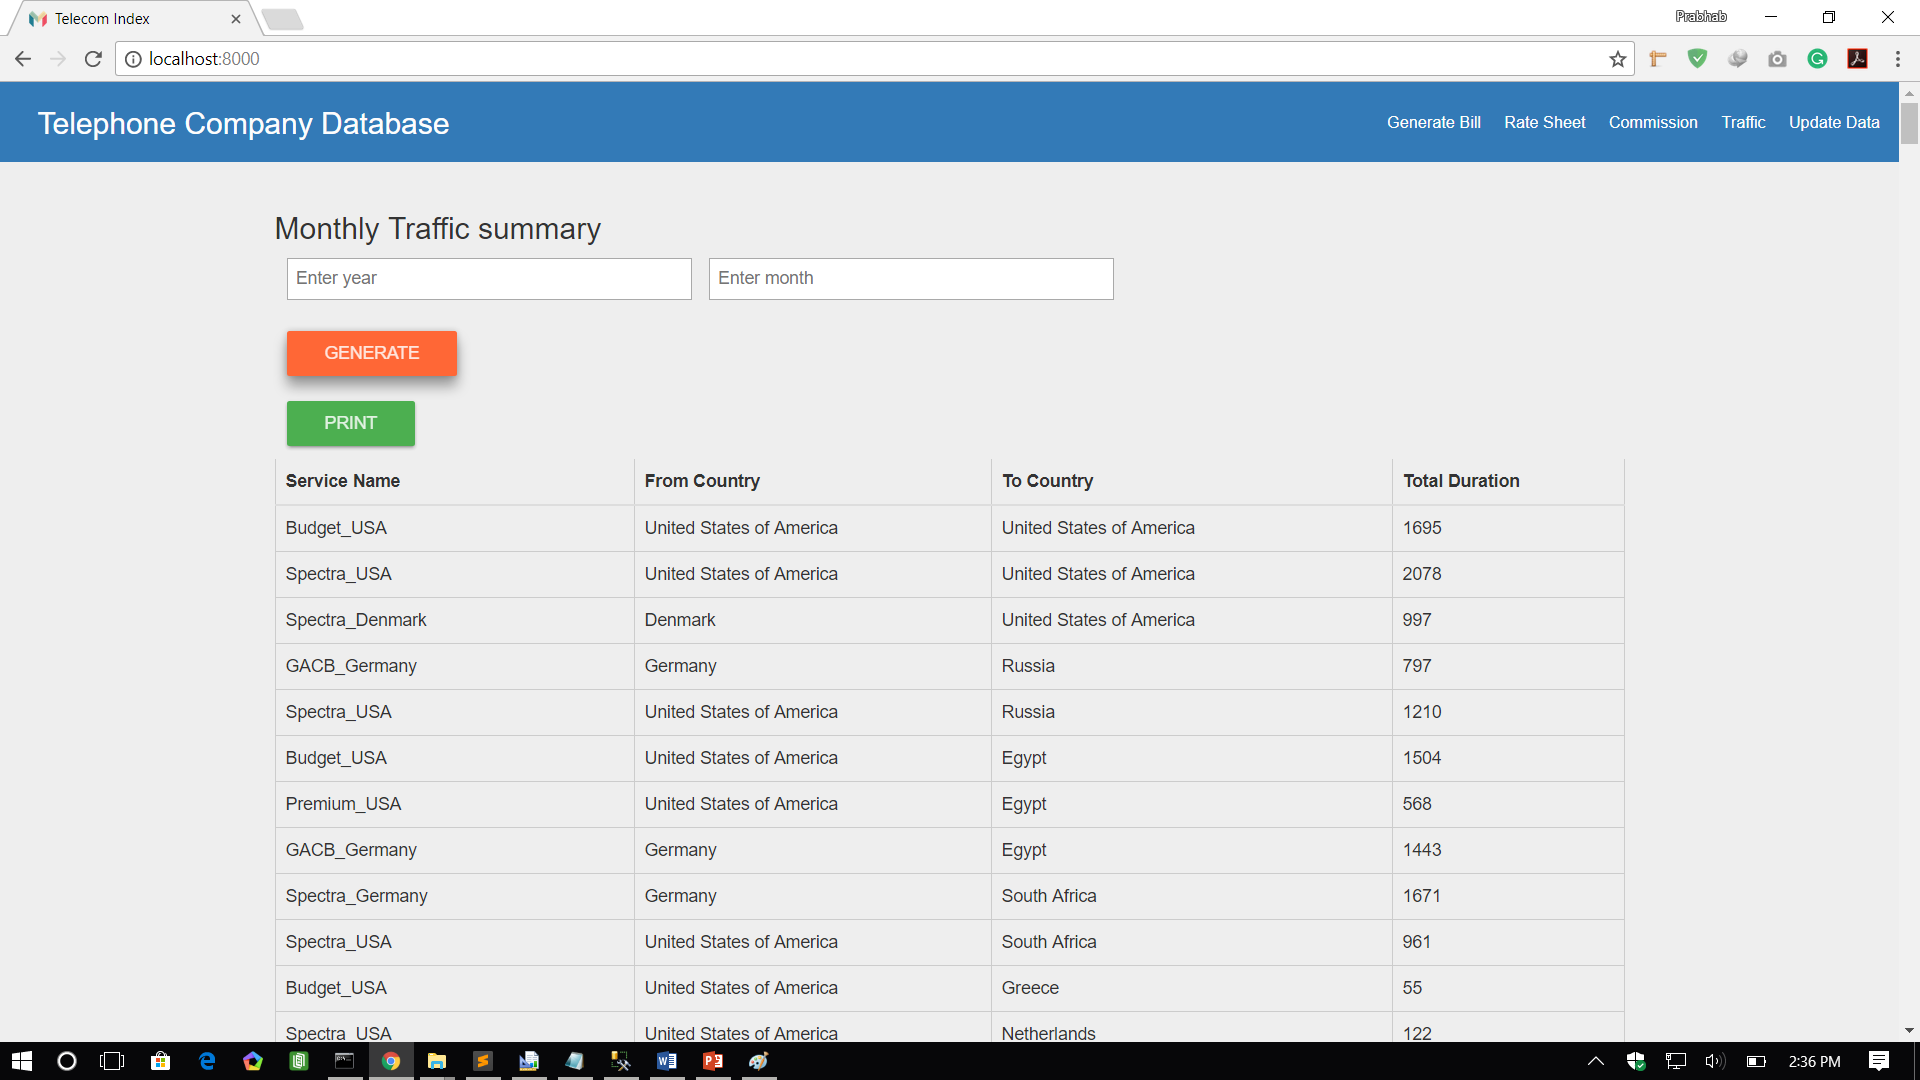 Telecom Index
Prabhab
localhost:8000
Telephone Company Database
Generate Bill Rate Sheet Commission Traffic Update Data
Monthly Traffic summary
Enter year Enter month
GENERATE
PRINT
Service Name From Country To Country Total Duration
Budget_USA United States of America United States of America 1695
Spectra_USA United States of America United States of America 2078
Spectra_Denmark Denmark United States of America 997
GACB_Germany Germany Russia 797
Spectra_USA United States of America Russia 1210
Budget_USA United States of America Egypt 1504
Premium_USA United States of America Egypt 568
GACB_Germany Germany Egypt 1443
Spectra_Germany Germany South Africa 1671
Spectra_USA United States of America South Africa 961
Budget_USA United States of America Greece 55
Spectra_USA United States of America Netherlands 122
2:36 PM